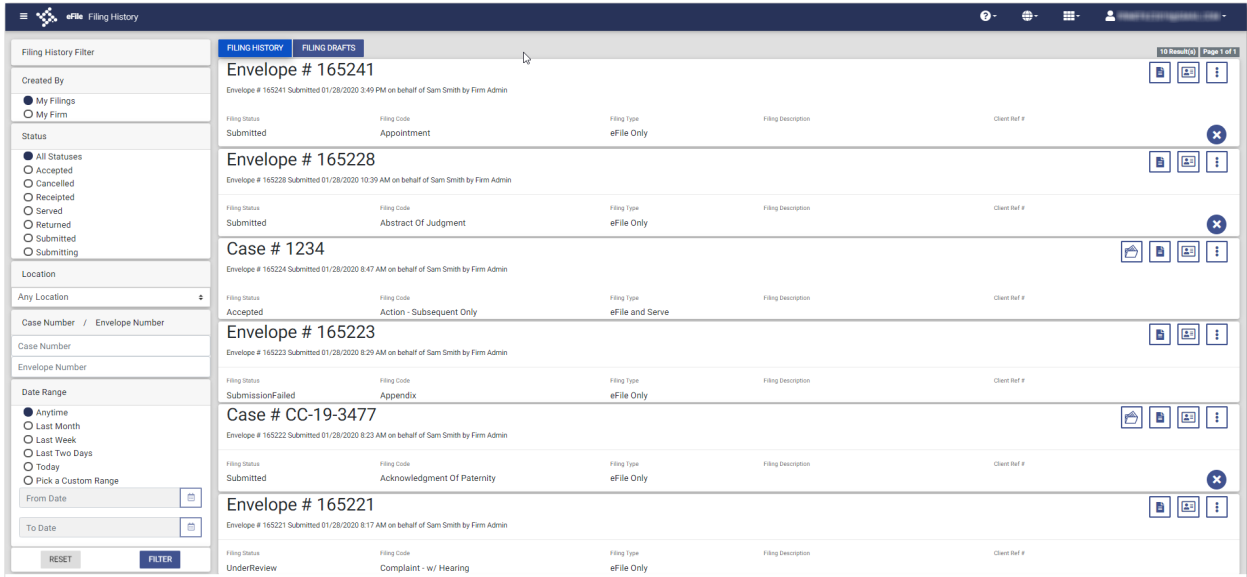 eFile Filing History
Filing History Filter
Created By
My Filings
My Firm
Status
All Statuses
Accepted
Cancelled
Receipted
Served
Returned
Submitted
Submitting
Location
Any Location
Case Number / Envelope Number
Case Number
Envelope Number
Date Range
Anytime
Last Month
Last Week
Last Two Days
Today
Pick a Custom Range
From Date
To Date
RESET FILTER
FILING HISTORY FILING DRAFTS
10 Result(s) Page 1 of 1
Envelope # 165241
Envelope # 165241 Submitted 01/28/2020 3:49 PM on behalf of Sam Smith by Firm Admin
Filing Status Filing Code Filing Type Filing Description Client Ref #
Submitted Appointment eFile Only
Envelope # 165228
Envelope # 165228 Submitted 01/28/2020 10:39 AM on behalf of Sam Smith by Firm Admin
Filing Status Filing Code Filing Type Filing Description Client Ref #
Submitted Abstract Of Judgment eFile Only
Case # 1234
Envelope # 165224 Submitted 01/28/2020 8:47 AM on behalf of Sam Smith by Firm Admin
Filing Status Filing Code Filing Type Filing Description Client Ref #
Accepted Action - Subsequent Only eFile and Serve
Envelope # 165223
Envelope # 165223 Submitted 01/28/2020 8:29 AM on behalf of Sam Smith by Firm Admin
Filing Status Filing Code Filing Type Filing Description Client Ref #
SubmissionFailed Appendix eFile Only
Case # CC-19-3477
Envelope # 165222 Submitted 01/28/2020 8:23 AM on behalf of Sam Smith by Firm Admin
Filing Status Filing Code Filing Type Filing Description Client Ref #
Submitted Acknowledgment Of Paternity eFile Only
Envelope # 165221
Envelope # 165221 Submitted 01/28/2020 8:17 AM on behalf of Sam Smith by Firm Admin
Filing Status Filing Code Filing Type Filing Description Client Ref #
UnderReview Complaint - w/ Hearing eFile Only